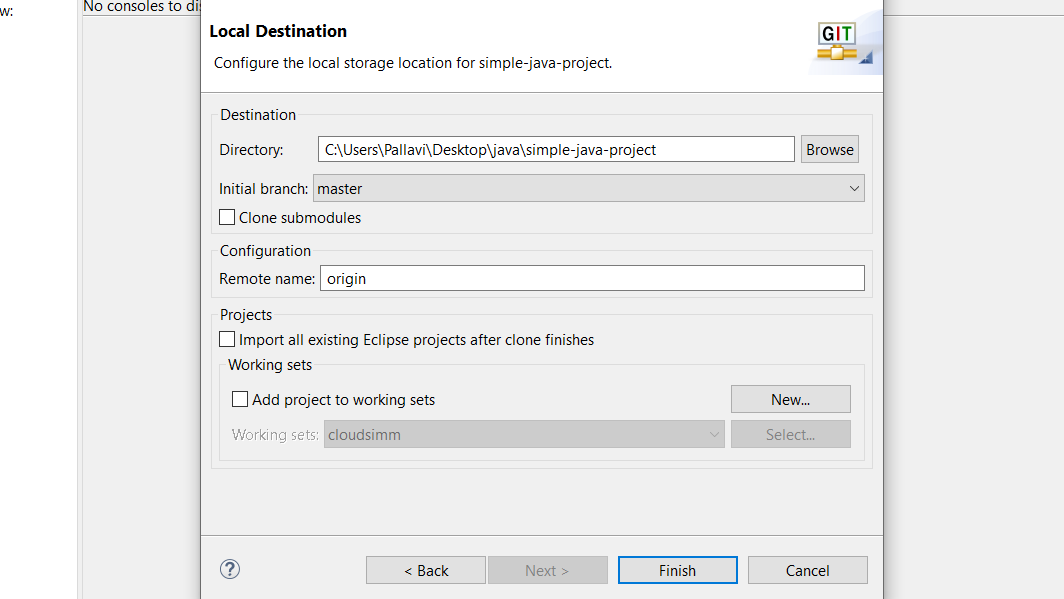 w:
No consoles to dis
Local Destination
GIT
Configure the local storage location for simple-java-project.
Destination
Directory: C:\Users\Pallavi\Desktop\java\simple-java-project Browse
Initial branch: master
Clone submodules
Configuration
Remote name: origin
Projects
Import all existing Eclipse projects after clone finishes
Working sets
Add project to working sets New...
Working sets: cloudsimm Select...
? < Back Next > Finish Cancel